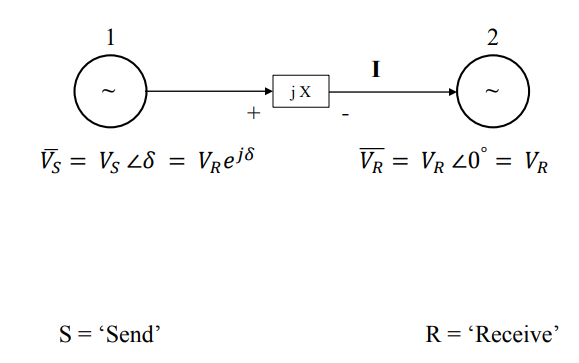 1 2
~ j X I ~
+ -
V̅_S = V_S ∠δ = V_R e^{jδ} V̅_R = V_R ∠0° = V_R
S = ‘Send’ R = ‘Receive’